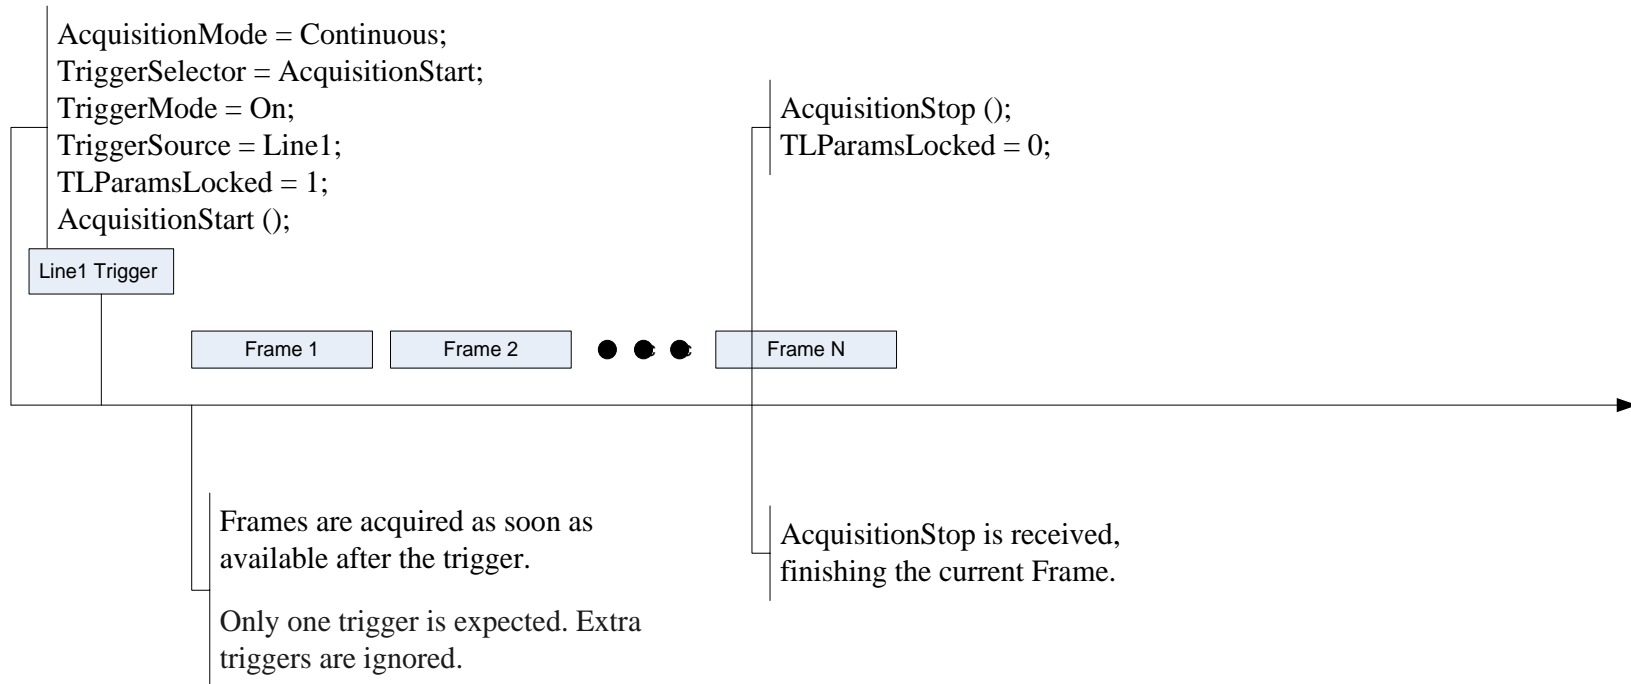 AcquisitionMode = Continuous;
TriggerSelector = AcquisitionStart;
TriggerMode = On;
TriggerSource = Line1;
TLParamsLocked = 1;
AcquisitionStart ();
AcquisitionStop ();
TLParamsLocked = 0;
Line1 Trigger
Frame 1
Frame 2
Frame N
Frames are acquired as soon as
available after the trigger.
Only one trigger is expected. Extra
triggers are ignored.
AcquisitionStop is received,
finishing the current Frame.